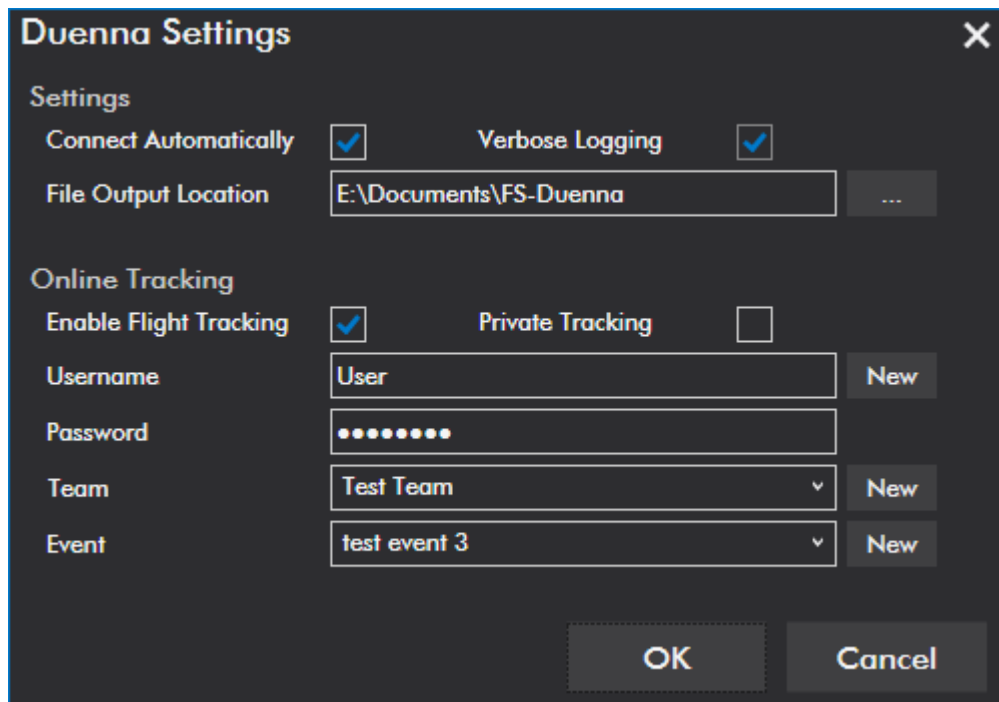 Duenna Settings
Settings
Connect Automatically Verbose Logging
File Output Location E:\Documents\FS-Duenna ...
Online Tracking
Enable Flight Tracking Private Tracking
Username User New
Password ••••••••
Team Test Team New
Event test event 3 New
OK Cancel